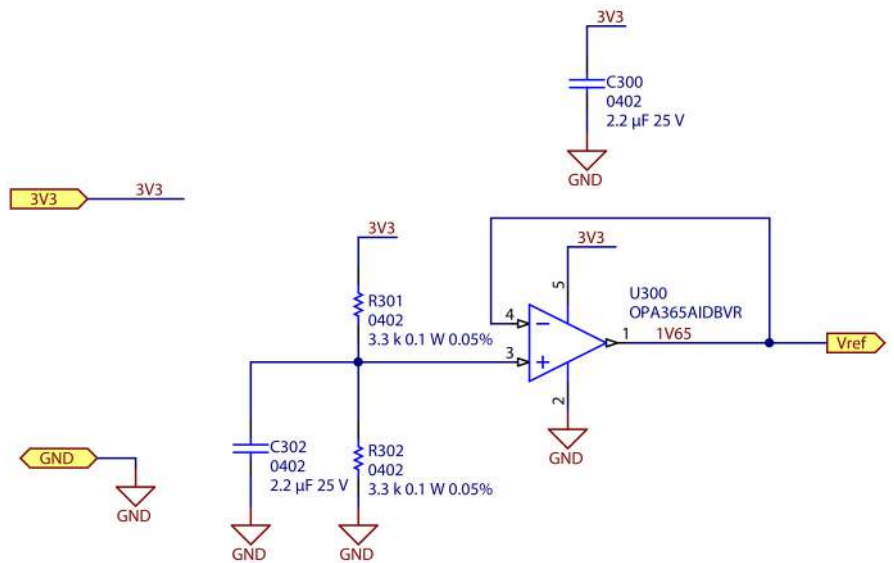 3V3
C300
0402
2.2 µF 25 V
GND
3V3
3V3
3V3
3V3
5
U300
OPA365AIDBVR
4
1
1V65
Vref
3
2
GND
R301
0402
3.3 k 0.1 W 0.05%
C302
0402
2.2 µF 25 V
GND
R302
0402
3.3 k 0.1 W 0.05%
GND
GND
GND